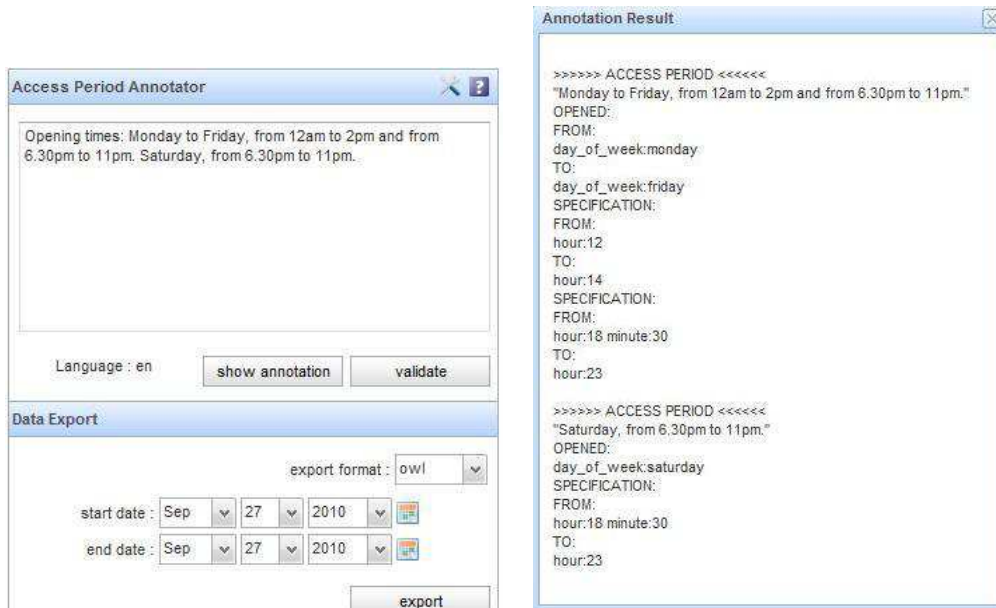 Access Period Annotator
Opening times: Monday to Friday, from 12am to 2pm and from
6.30pm to 11pm. Saturday, from 6.30pm to 11pm.
Language : en
show annotation
validate
Data Export
export format : owl
start date : Sep 27 2010
end date : Sep 27 2010
export
Annotation Result
>>>>>> ACCESS PERIOD <<<<<<
"Monday to Friday, from 12am to 2pm and from 6.30pm to 11pm."
OPENED:
FROM:
day_of_week:monday
TO:
day_of_week:friday
SPECIFICATION:
FROM:
hour:12
TO:
hour:14
SPECIFICATION:
FROM:
hour:18 minute:30
TO:
hour:23
>>>>>> ACCESS PERIOD <<<<<<
"Saturday, from 6.30pm to 11pm."
OPENED:
day_of_week:saturday
SPECIFICATION:
FROM:
hour:18 minute:30
TO:
hour:23